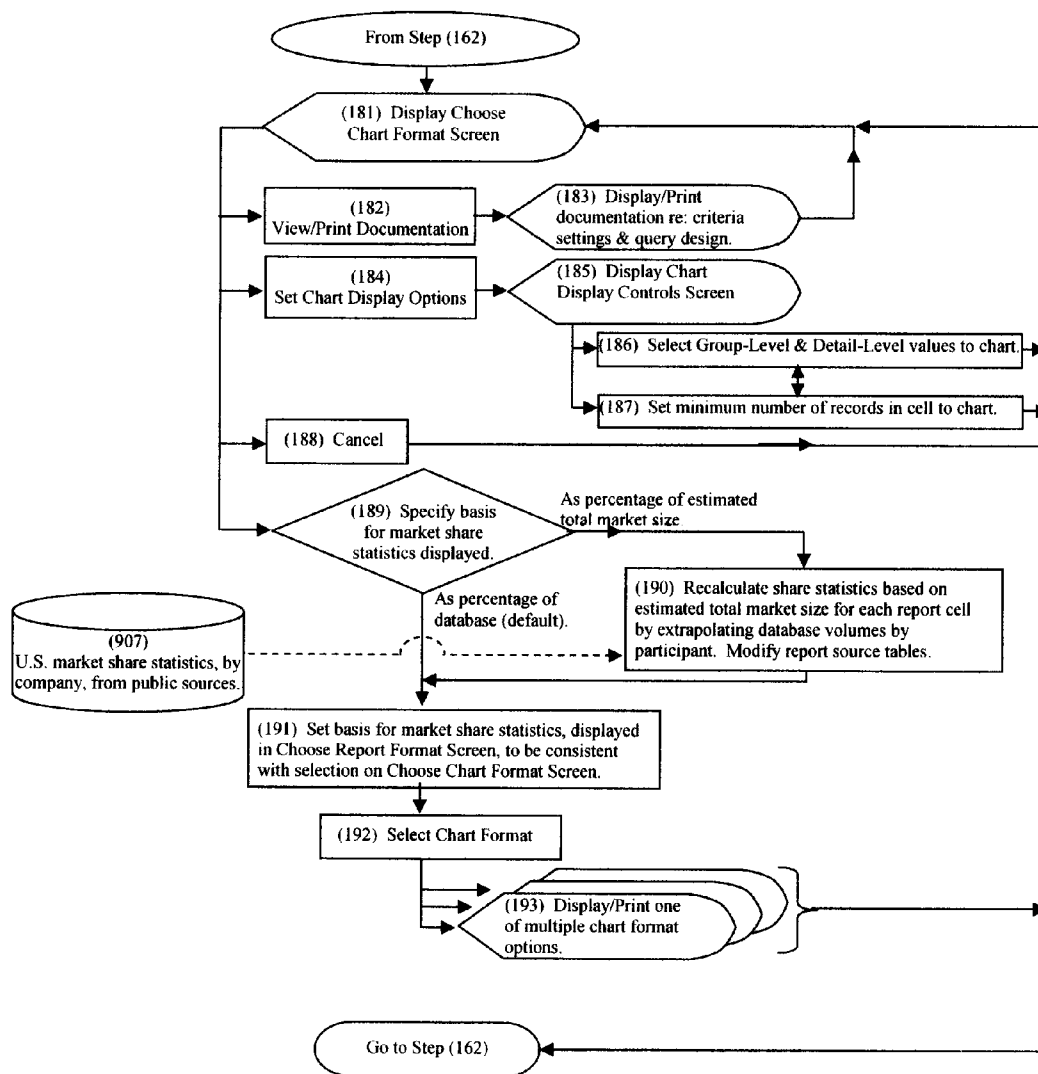 From Step (162)
(181) Display Choose
Chart Format Screen
(182)
View/Print Documentation
(183) Display/Print
documentation re: criteria
settings & query design.
(184)
Set Chart Display Options
(185) Display Chart
Display Controls Screen
(186) Select Group-Level & Detail-Level values to chart.
(187) Set minimum number of records in cell to chart.
(188) Cancel
(189) Specify basis
for market share
statistics displayed.
As percentage of estimated
total market size
As percentage of
database (default).
(190) Recalculate share statistics based on
estimated total market size for each report cell
by extrapolating database volumes by
participant. Modify report source tables.
(907)
U.S. market share statistics, by
company, from public sources.
(191) Set basis for market share statistics, displayed
in Choose Report Format Screen, to be consistent
with selection on Choose Chart Format Screen.
(192) Select Chart Format
(193) Display/Print one
of multiple chart format
options.
Go to Step (162)